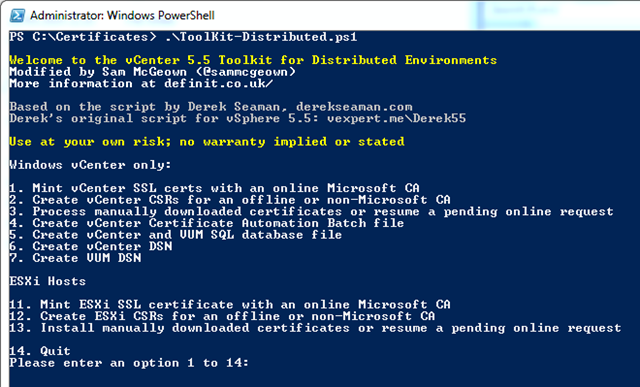 Administrator: Windows PowerShell
PS C:\Certificates> .\ToolKit-Distributed.ps1
Welcome to the vCenter 5.5 Toolkit for Distributed Environments
Modified by Sam McGeown (@sammcgeown)
More information at definit.co.uk/
Based on the script by Derek Seaman, derekseaman.com
Derek's original script for vSphere 5.5: vexpert.me\Derek55
Use at your own risk; no warranty implied or stated
Windows vCenter only:
1. Mint vCenter SSL certs with an online Microsoft CA
2. Create vCenter CSRs for an offline or non-Microsoft CA
3. Process manually downloaded certificates or resume a pending online request
4. Create vCenter Certificate Automation Batch file
5. Create vCenter and VUM SQL database file
6. Create vCenter DSN
7. Create VUM DSN
ESXi Hosts
11. Mint ESXi SSL certificate with an online Microsoft CA
12. Create ESXi CSRs for an offline or non-Microsoft CA
13. Install manually downloaded certificates or resume a pending online request
14. Quit
Please enter an option 1 to 14: